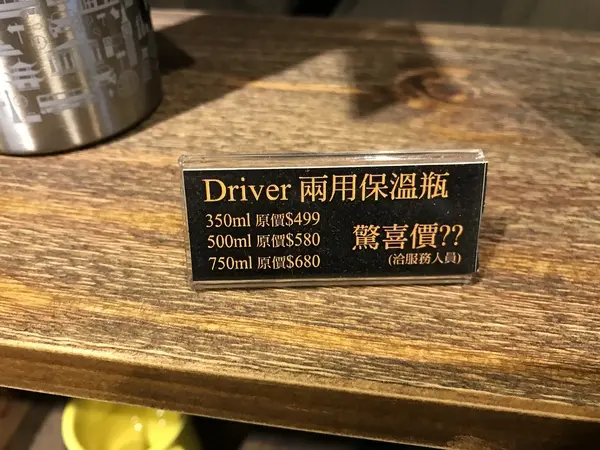 Driver 兩用保溫瓶
350ml 原價$499
500ml 原價$580
750ml 原價$680
驚喜價??
(洽服務人員)